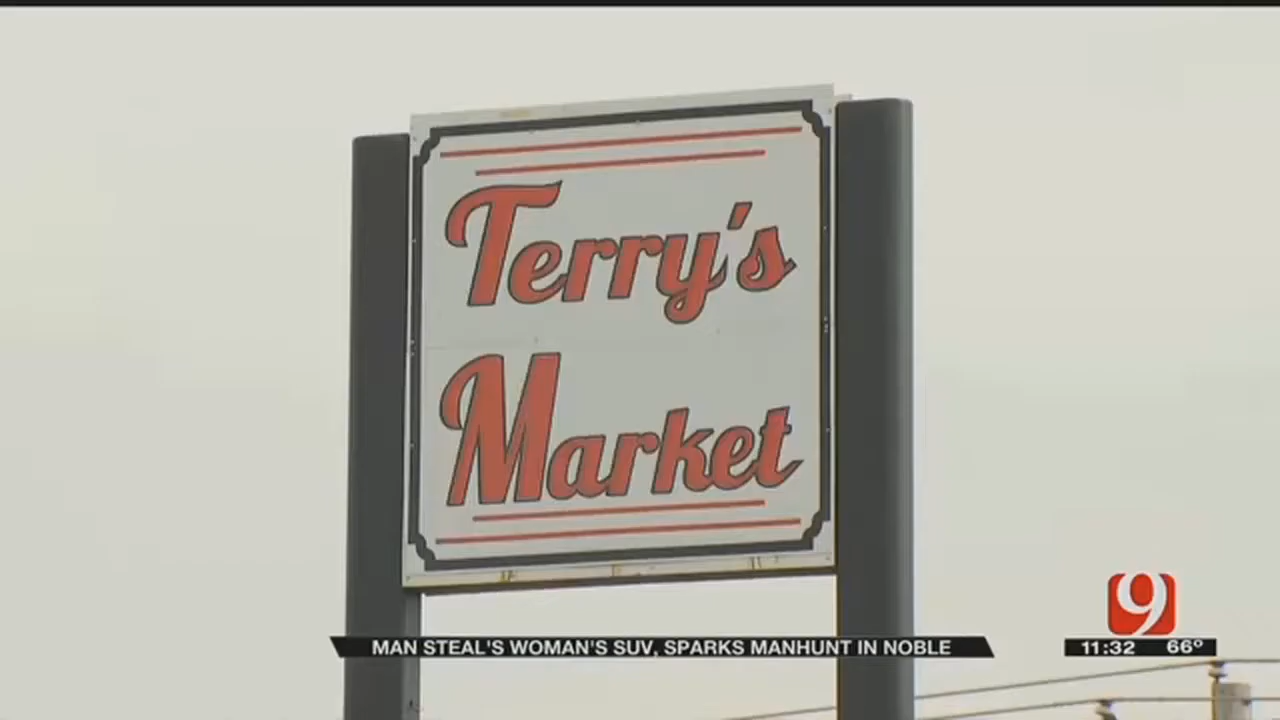 Terry's
Market
MAN STEAL'S WOMAN'S SUV, SPARKS MANHUNT IN NOBLE
9
11:32 66°